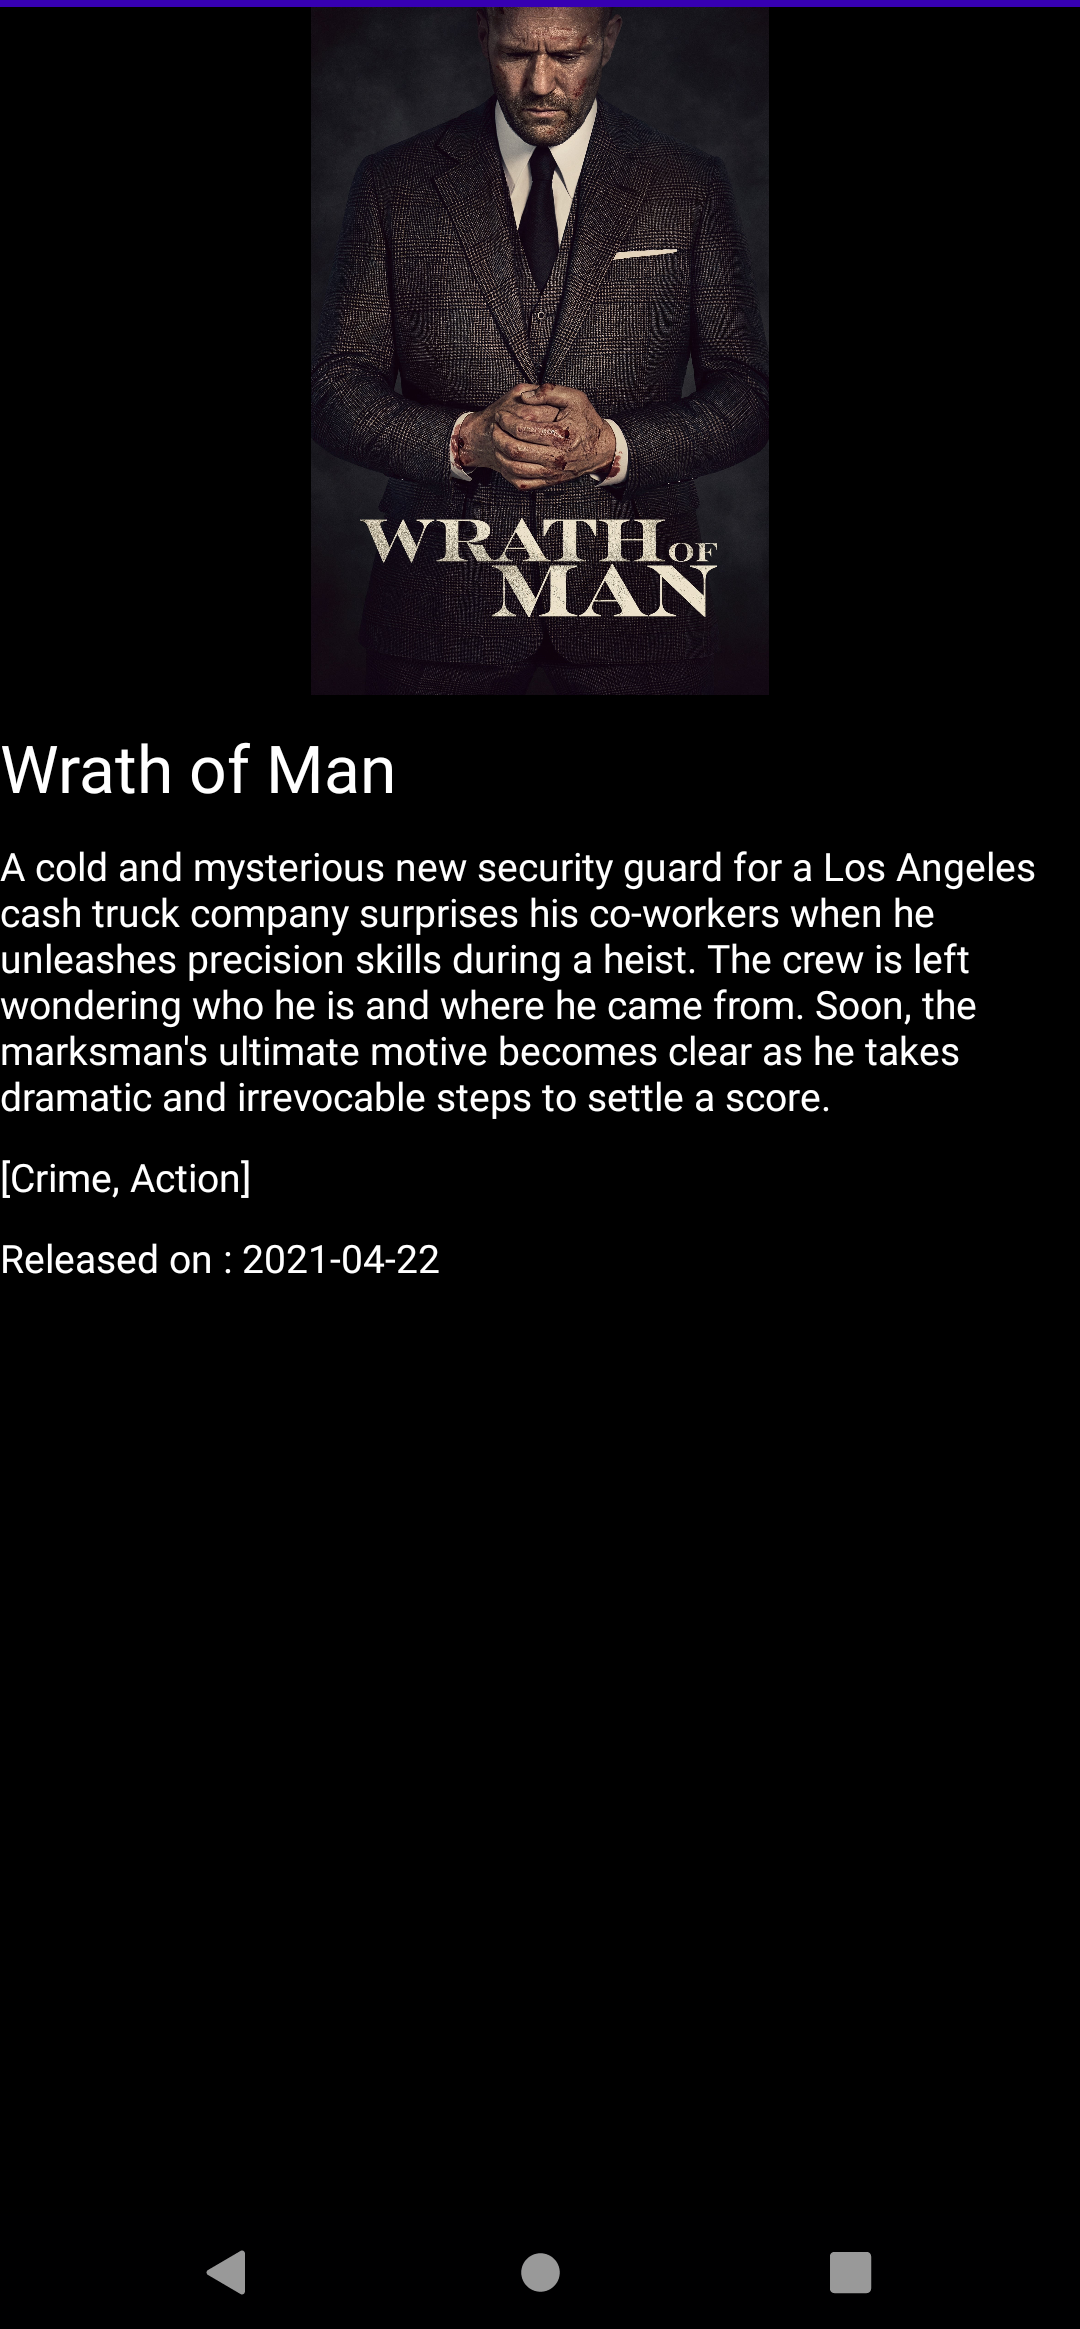 WRATH OF
MAN
Wrath of Man
A cold and mysterious new security guard for a Los Angeles
cash truck company surprises his co-workers when he
unleashes precision skills during a heist. The crew is left
wondering who he is and where he came from. Soon, the
marksman's ultimate motive becomes clear as he takes
dramatic and irrevocable steps to settle a score.
[Crime, Action]
Released on : 2021-04-22